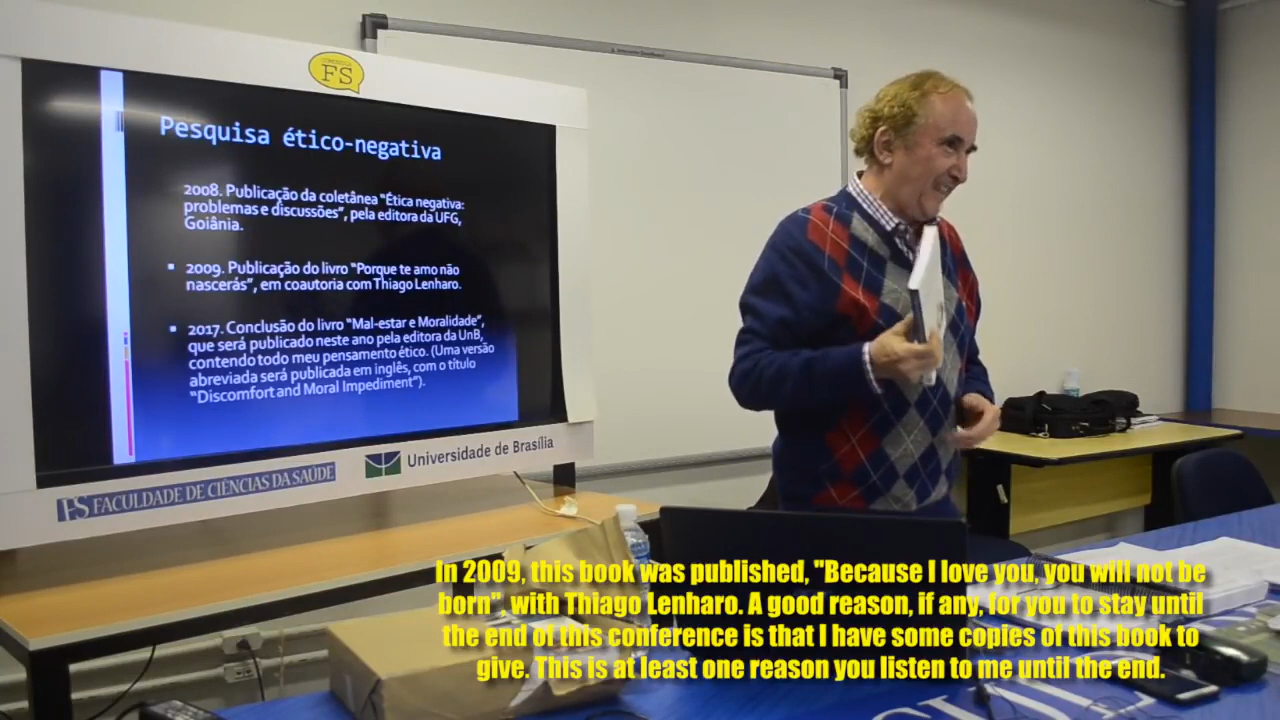 FS
Pesquisa ético-negativa
2008. Publicação da coletânea “Ética negativa:
problemas e discussões”, pela editora da UFG,
Goiânia.
2009. Publicação do livro “Porque te amo não
nascerás”, em coautoria com Thiago Lenharo.
2017. Conclusão do livro “Mal-estar e Moralidade”,
que será publicado neste ano pela editora da UnB,
contendo todo meu pensamento ético. (Uma versão
abreviada será publicada em inglês, com o título
“Discomfort and Moral Impediment”).
FS FACULDADE DE CIÊNCIAS DA SAÚDE
Universidade de Brasília
In 2009, this book was published, "Because I love you, you will not be
born", with Thiago Lenharo. A good reason, if any, for you to stay until
the end of this conference is that I have some copies of this book to
give. This is at least one reason you listen to me until the end.